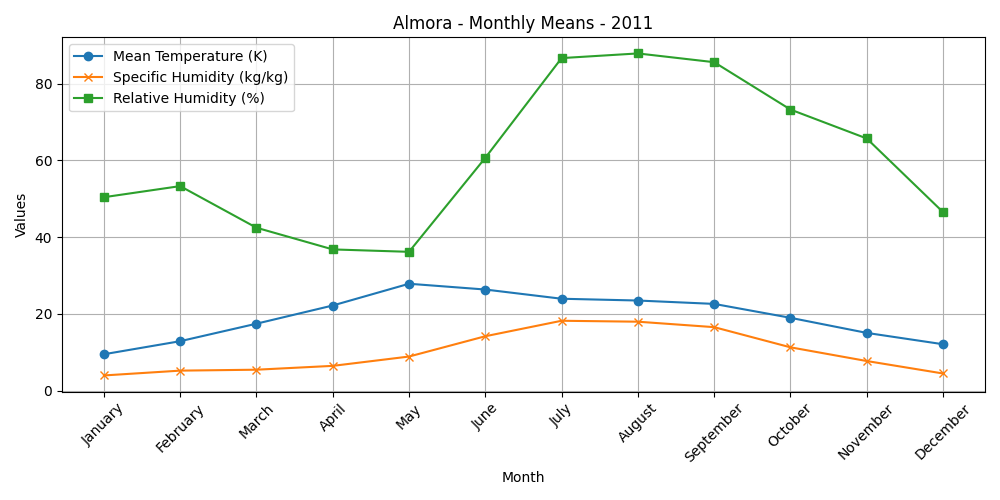 Almora - Monthly Means - 2011
Mean Temperature (K)
Specific Humidity (kg/kg)
Relative Humidity (%)
Values
80
60
40
20
0
January
February
March
April
May
June
July
August
September
October
November
December
Month